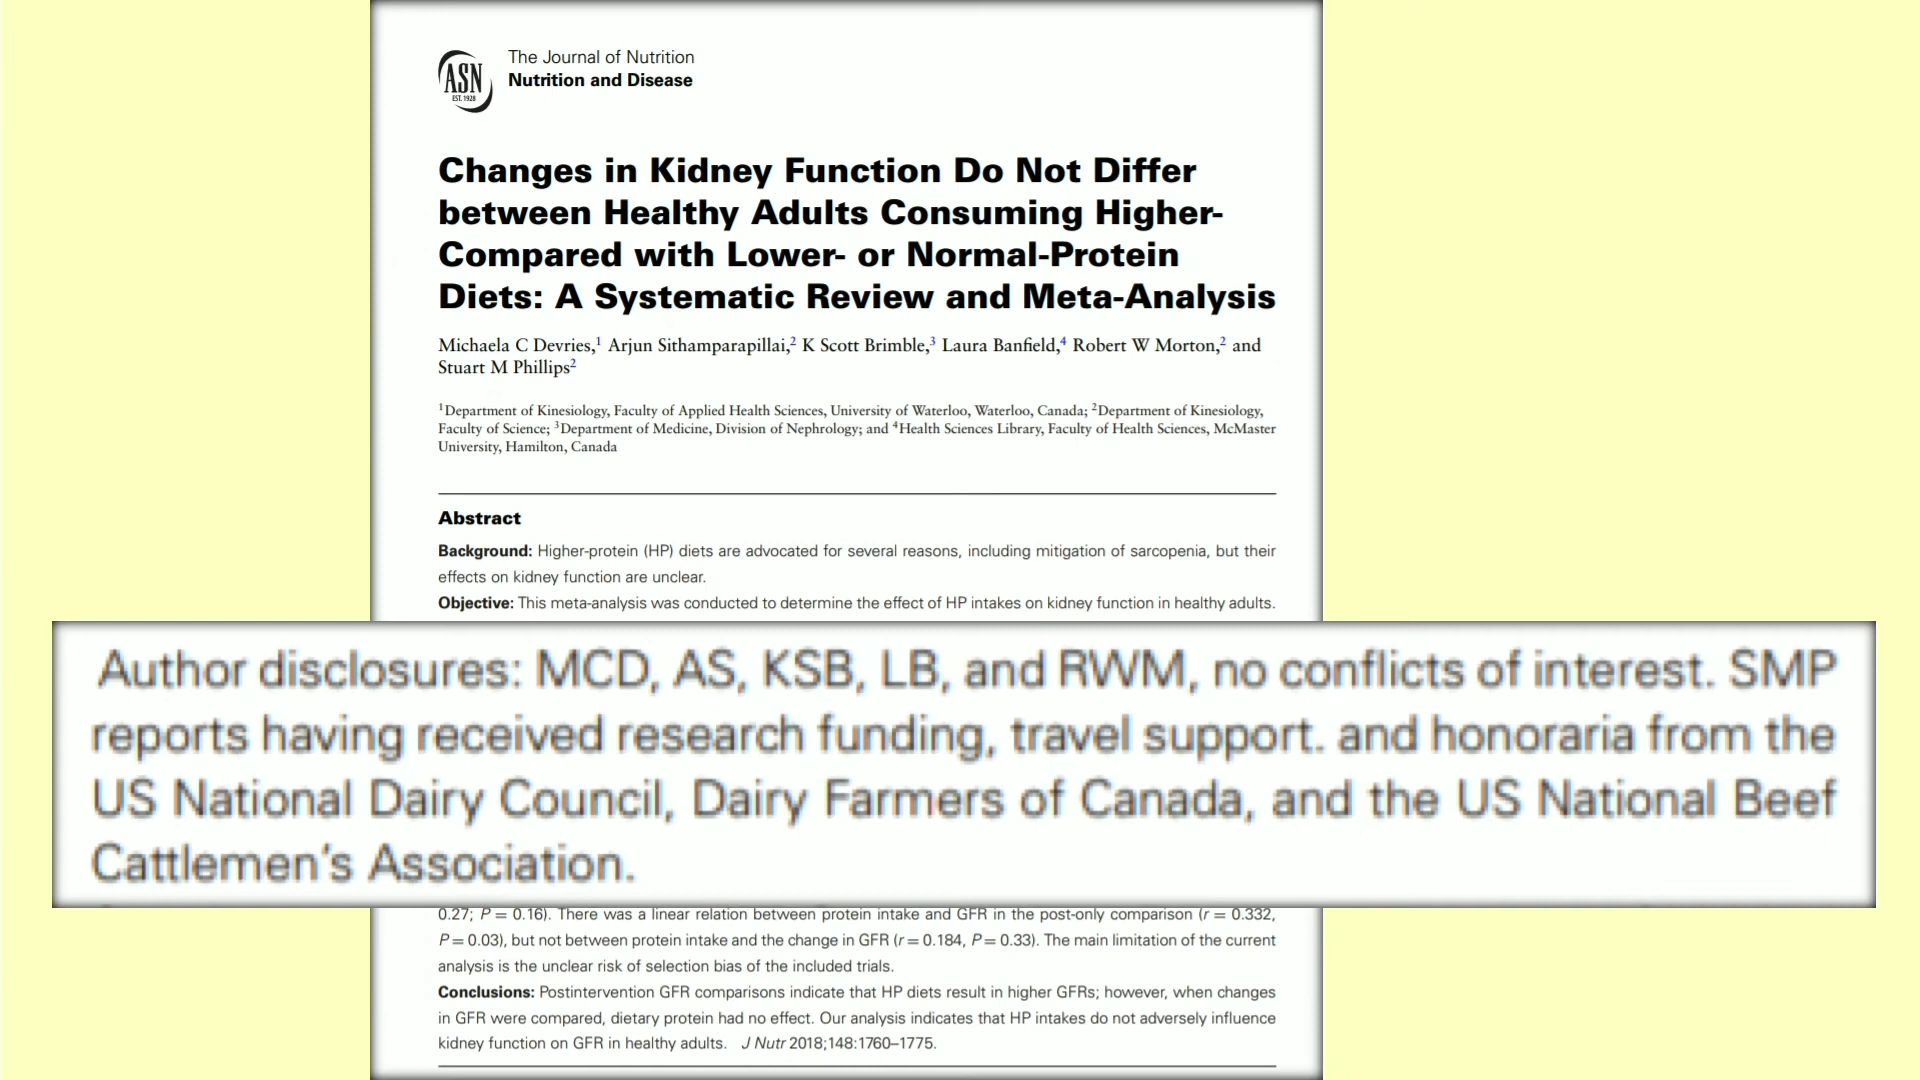 ASN
EST. 1928
The Journal of Nutrition
Nutrition and Disease
Changes in Kidney Function Do Not Differ
between Healthy Adults Consuming Higher-
Compared with Lower- or Normal-Protein
Diets: A Systematic Review and Meta-Analysis
Michaela C Devries,1 Arjun Sithamparapillai,2 K Scott Brimble,3 Laura Banfield,4 Robert W Morton,2 and
Stuart M Phillips2
1Department of Kinesiology, Faculty of Applied Health Sciences, University of Waterloo, Waterloo, Canada; 2Department of Kinesiology,
Faculty of Science; 3Department of Medicine, Division of Nephrology; and 4Health Sciences Library, Faculty of Health Sciences, McMaster
University, Hamilton, Canada
Abstract
Background: Higher-protein (HP) diets are advocated for several reasons, including mitigation of sarcopenia, but their
effects on kidney function are unclear.
Objective: This meta-analysis was conducted to determine the effect of HP intakes on kidney function in healthy adults.
Author disclosures: MCD, AS, KSB, LB, and RWM, no conflicts of interest. SMP
reports having received research funding, travel support. and honoraria from the
US National Dairy Council, Dairy Farmers of Canada, and the US National Beef
Cattlemen's Association.
0.27; P = 0.16). There was a linear relation between protein intake and GFR in the post-only comparison (r = 0.332,
P = 0.03), but not between protein intake and the change in GFR (r = 0.184, P = 0.33). The main limitation of the current
analysis is the unclear risk of selection bias of the included trials.
Conclusions: Postintervention GFR comparisons indicate that HP diets result in higher GFRs; however, when changes
in GFR were compared, dietary protein had no effect. Our analysis indicates that HP intakes do not adversely influence
kidney function on GFR in healthy adults. J Nutr 2018;148:1760–1775.